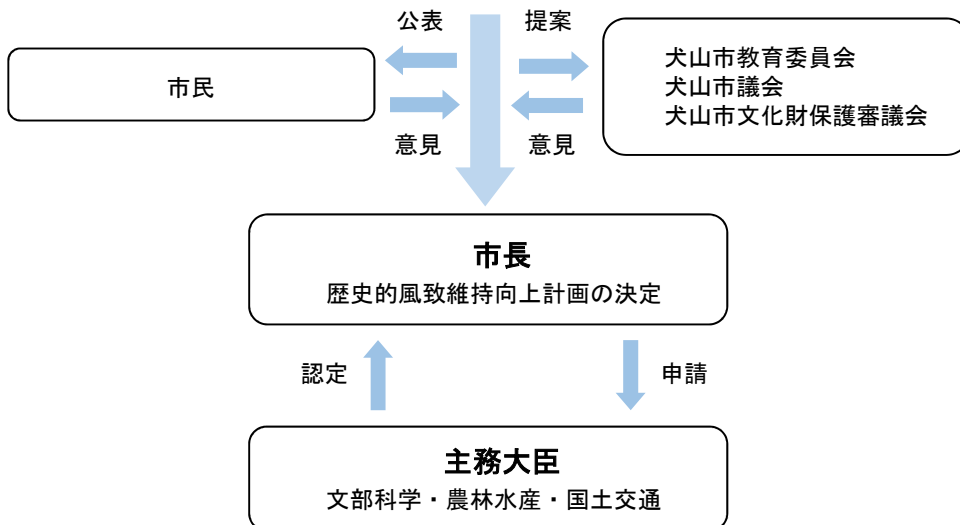 公表
提案
市民
犬山市教育委員会
犬山市議会
犬山市文化財保護審議会
意見
意見
市長
歴史的風致維持向上計画の決定
認定
申請
主務大臣
文部科学・農林水産・国土交通